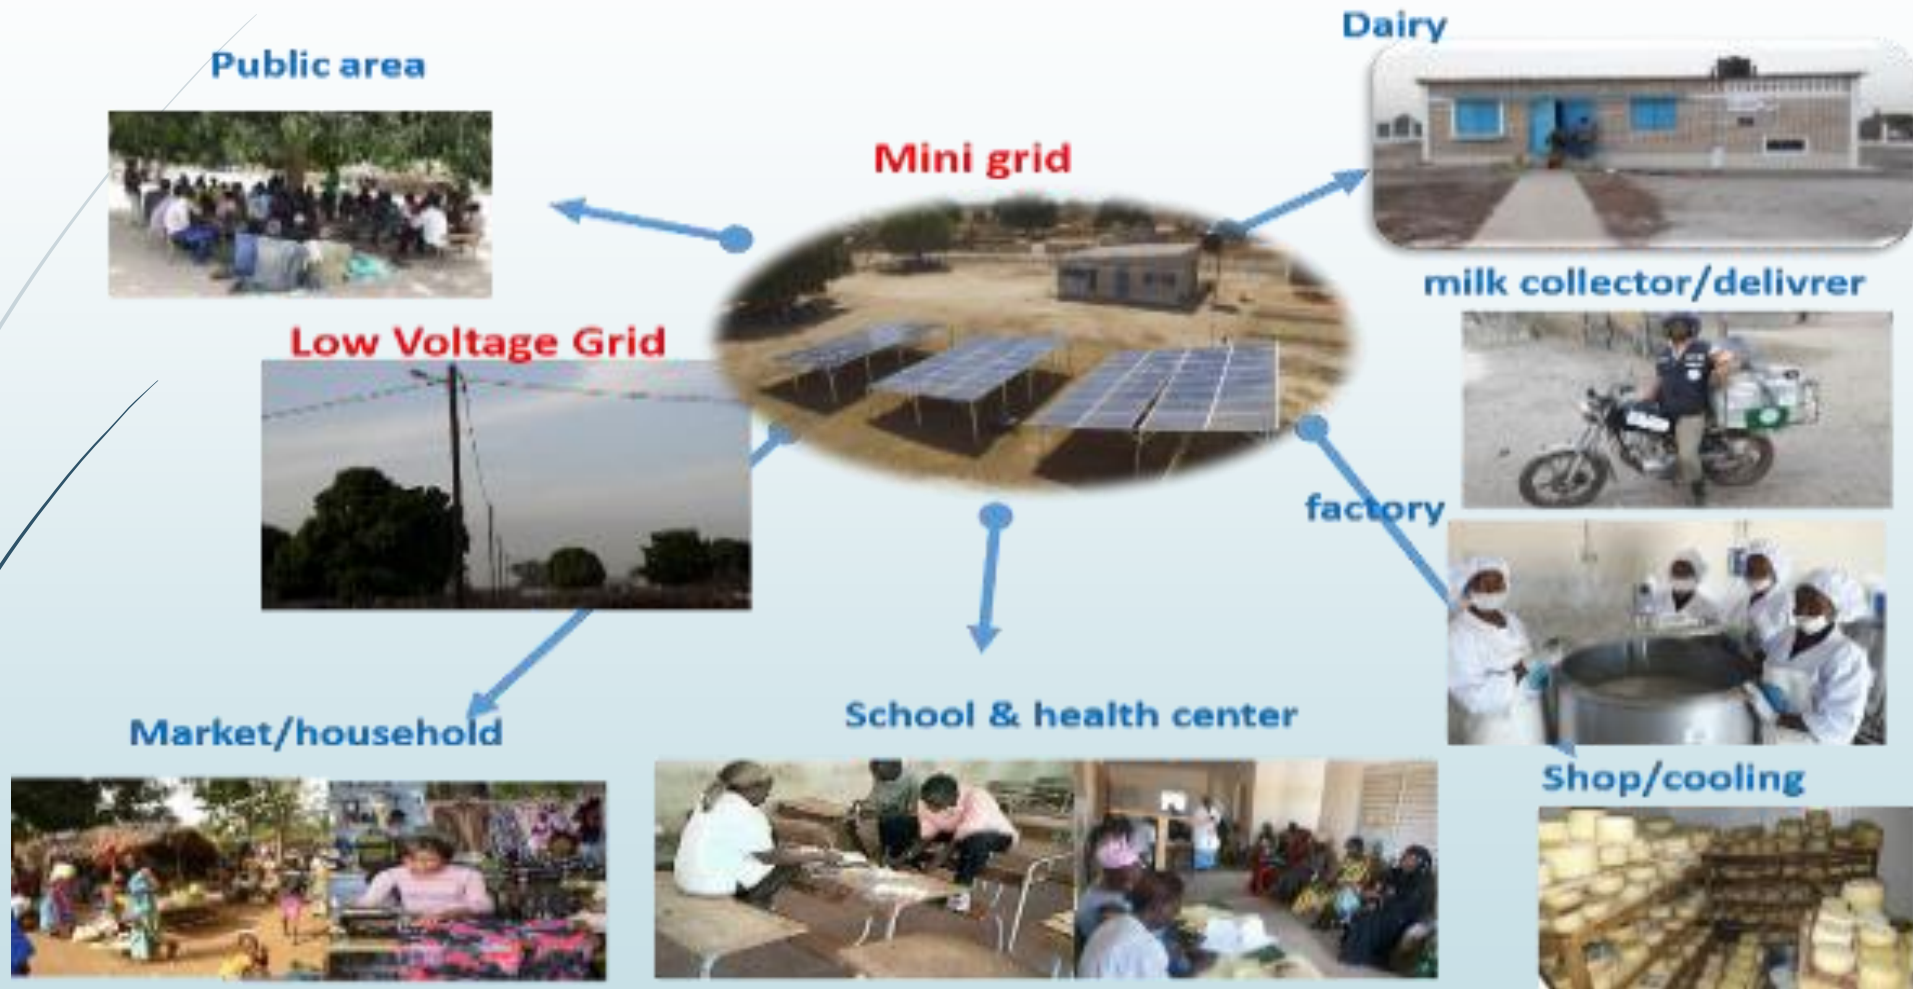 Dairy
Public area
Mini grid
milk collector/delivrer
Low Voltage Grid
factory
School & health center
Market/household
Shop/cooling